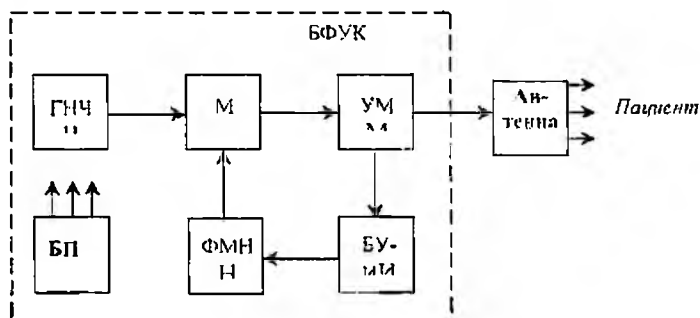 БФУК
ГНЧ
М
УМ
Ан-
тенна
Пациент
БП
ФМН
БУ-